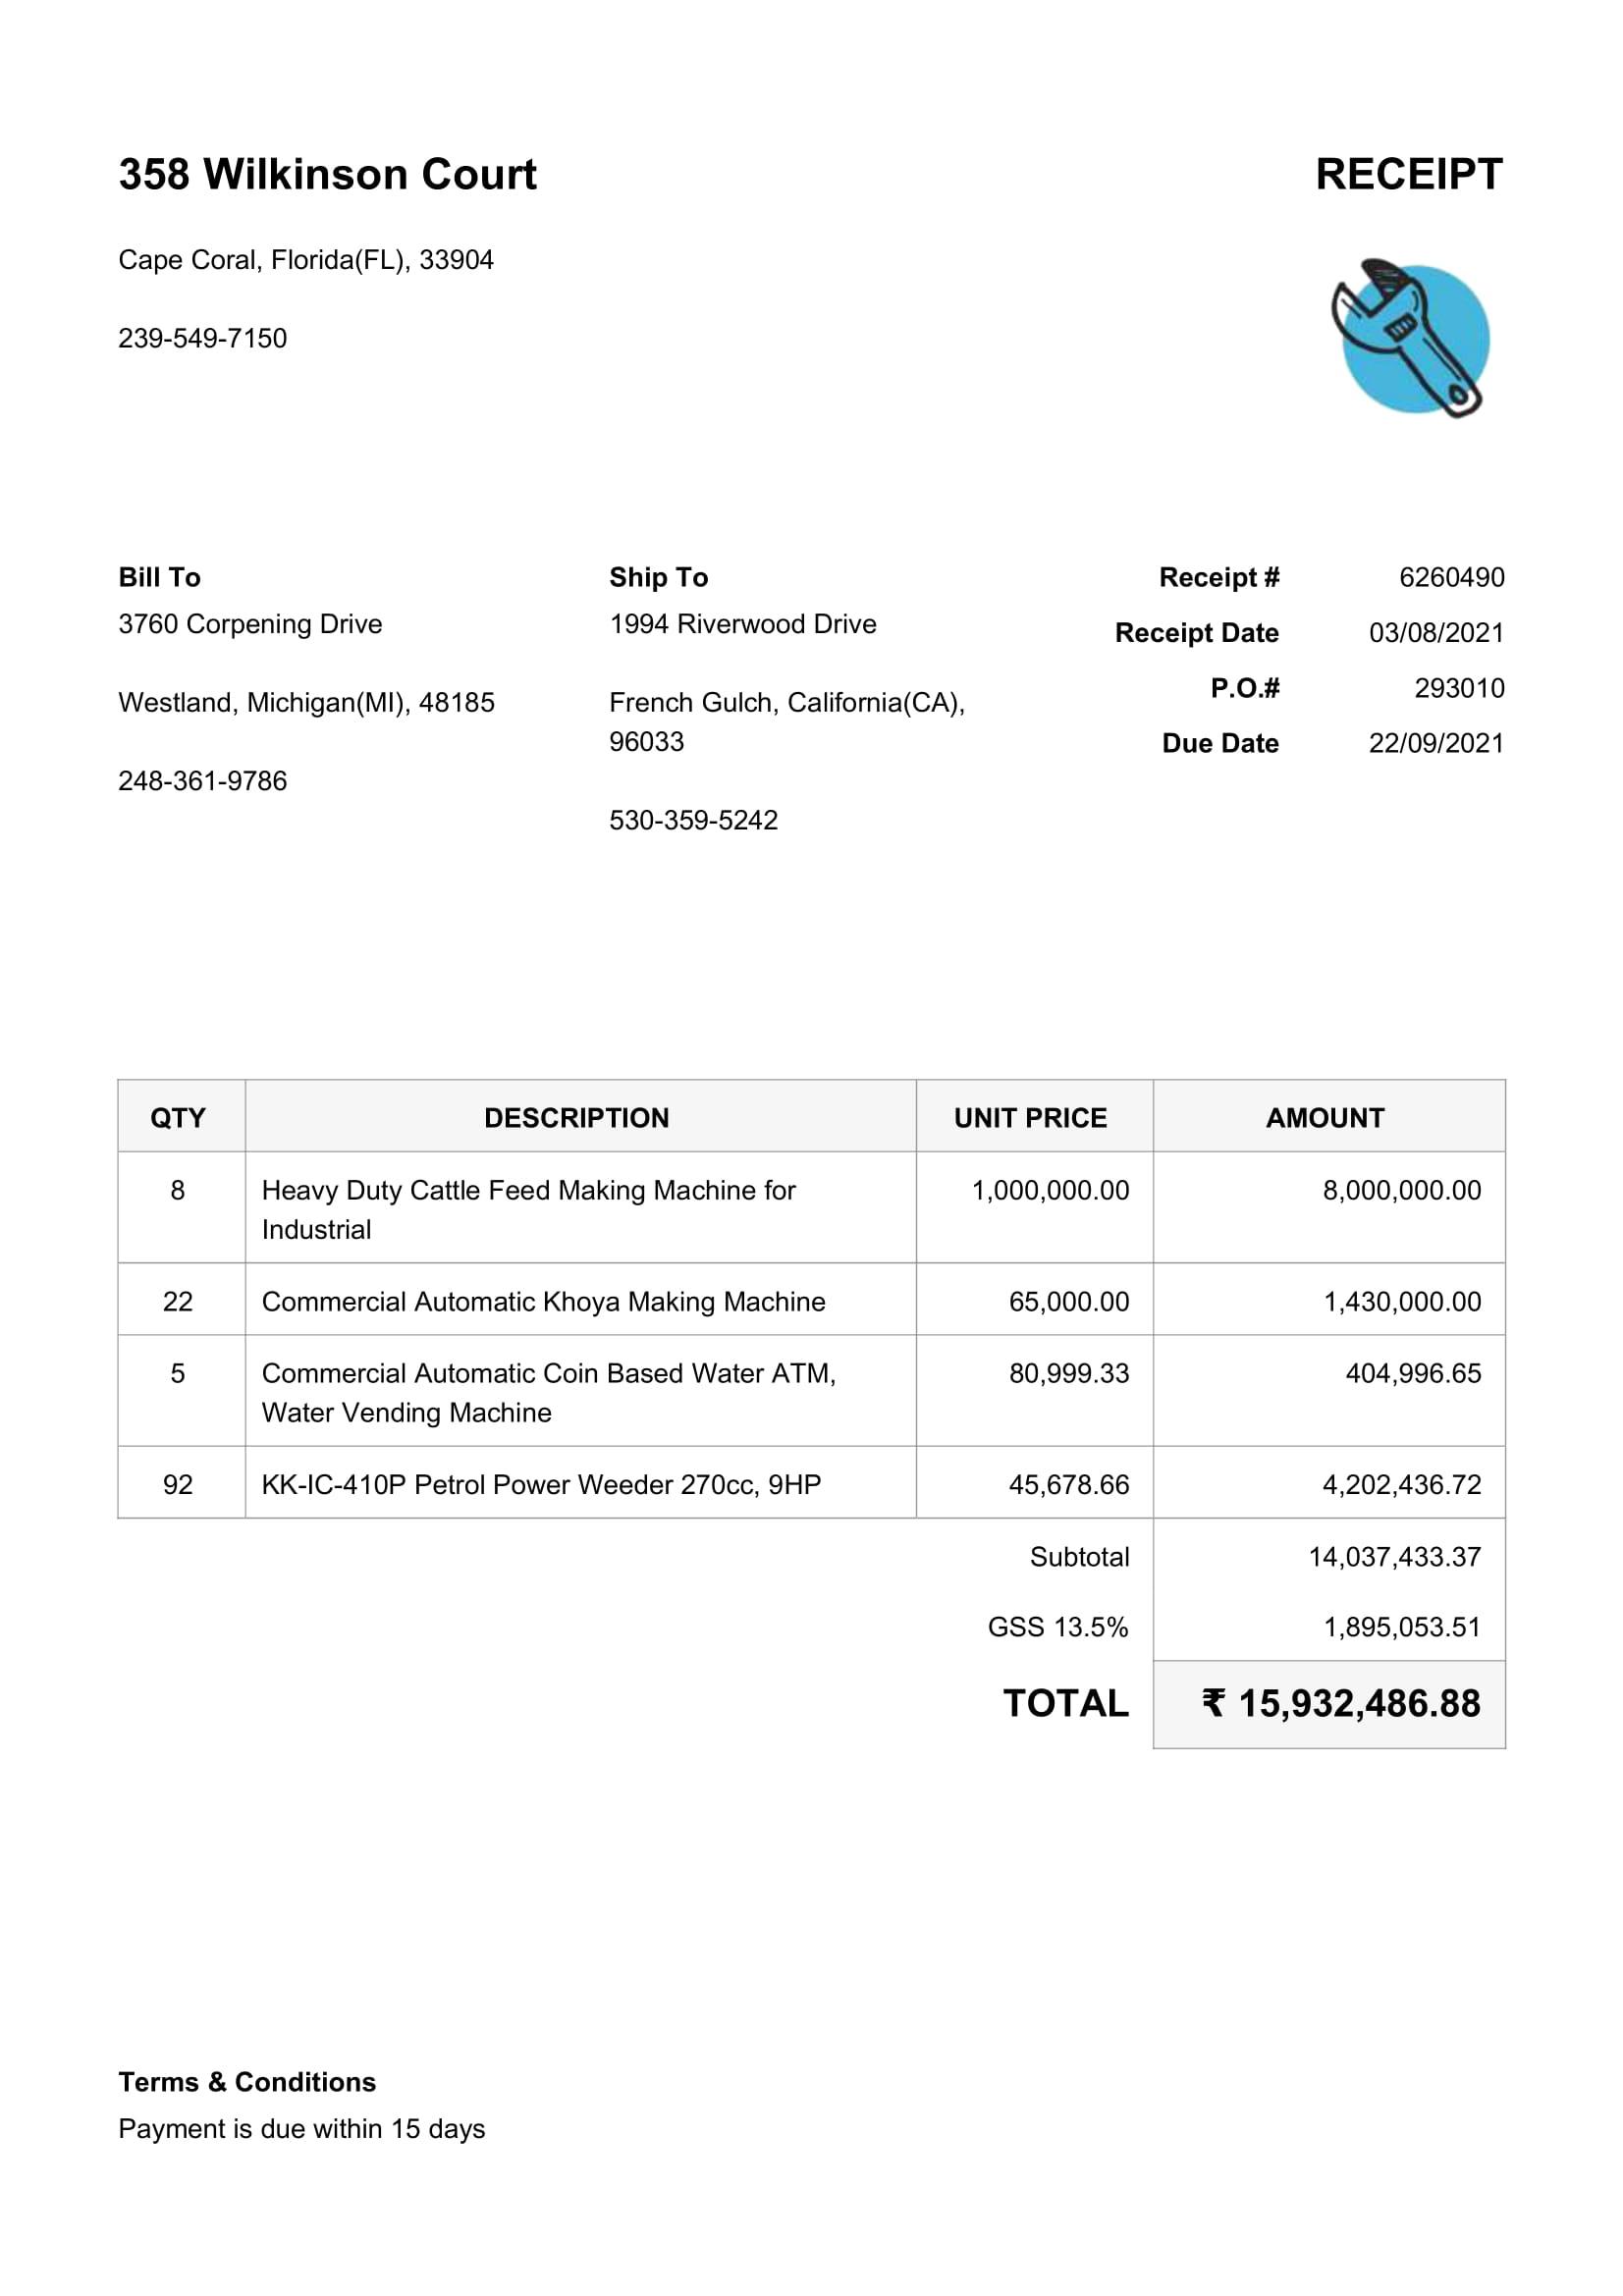 358 Wilkinson Court
RECEIPT
Cape Coral, Florida(FL), 33904
239-549-7150
Bill To
3760 Corpening Drive
Westland, Michigan(MI), 48185
248-361-9786
Ship To
1994 Riverwood Drive
French Gulch, California(CA),
96033
530-359-5242
Receipt # 6260490
Receipt Date 03/08/2021
P.O.# 293010
Due Date 22/09/2021
QTY DESCRIPTION UNIT PRICE AMOUNT
8 Heavy Duty Cattle Feed Making Machine for 1,000,000.00 8,000,000.00
Industrial
22 Commercial Automatic Khoya Making Machine 65,000.00 1,430,000.00
5 Commercial Automatic Coin Based Water ATM, 80,999.33 404,996.65
Water Vending Machine
92 KK-IC-410P Petrol Power Weeder 270cc, 9HP 45,678.66 4,202,436.72
Subtotal 14,037,433.37
GSS 13.5% 1,895,053.51
TOTAL ₹ 15,932,486.88
Terms & Conditions
Payment is due within 15 days